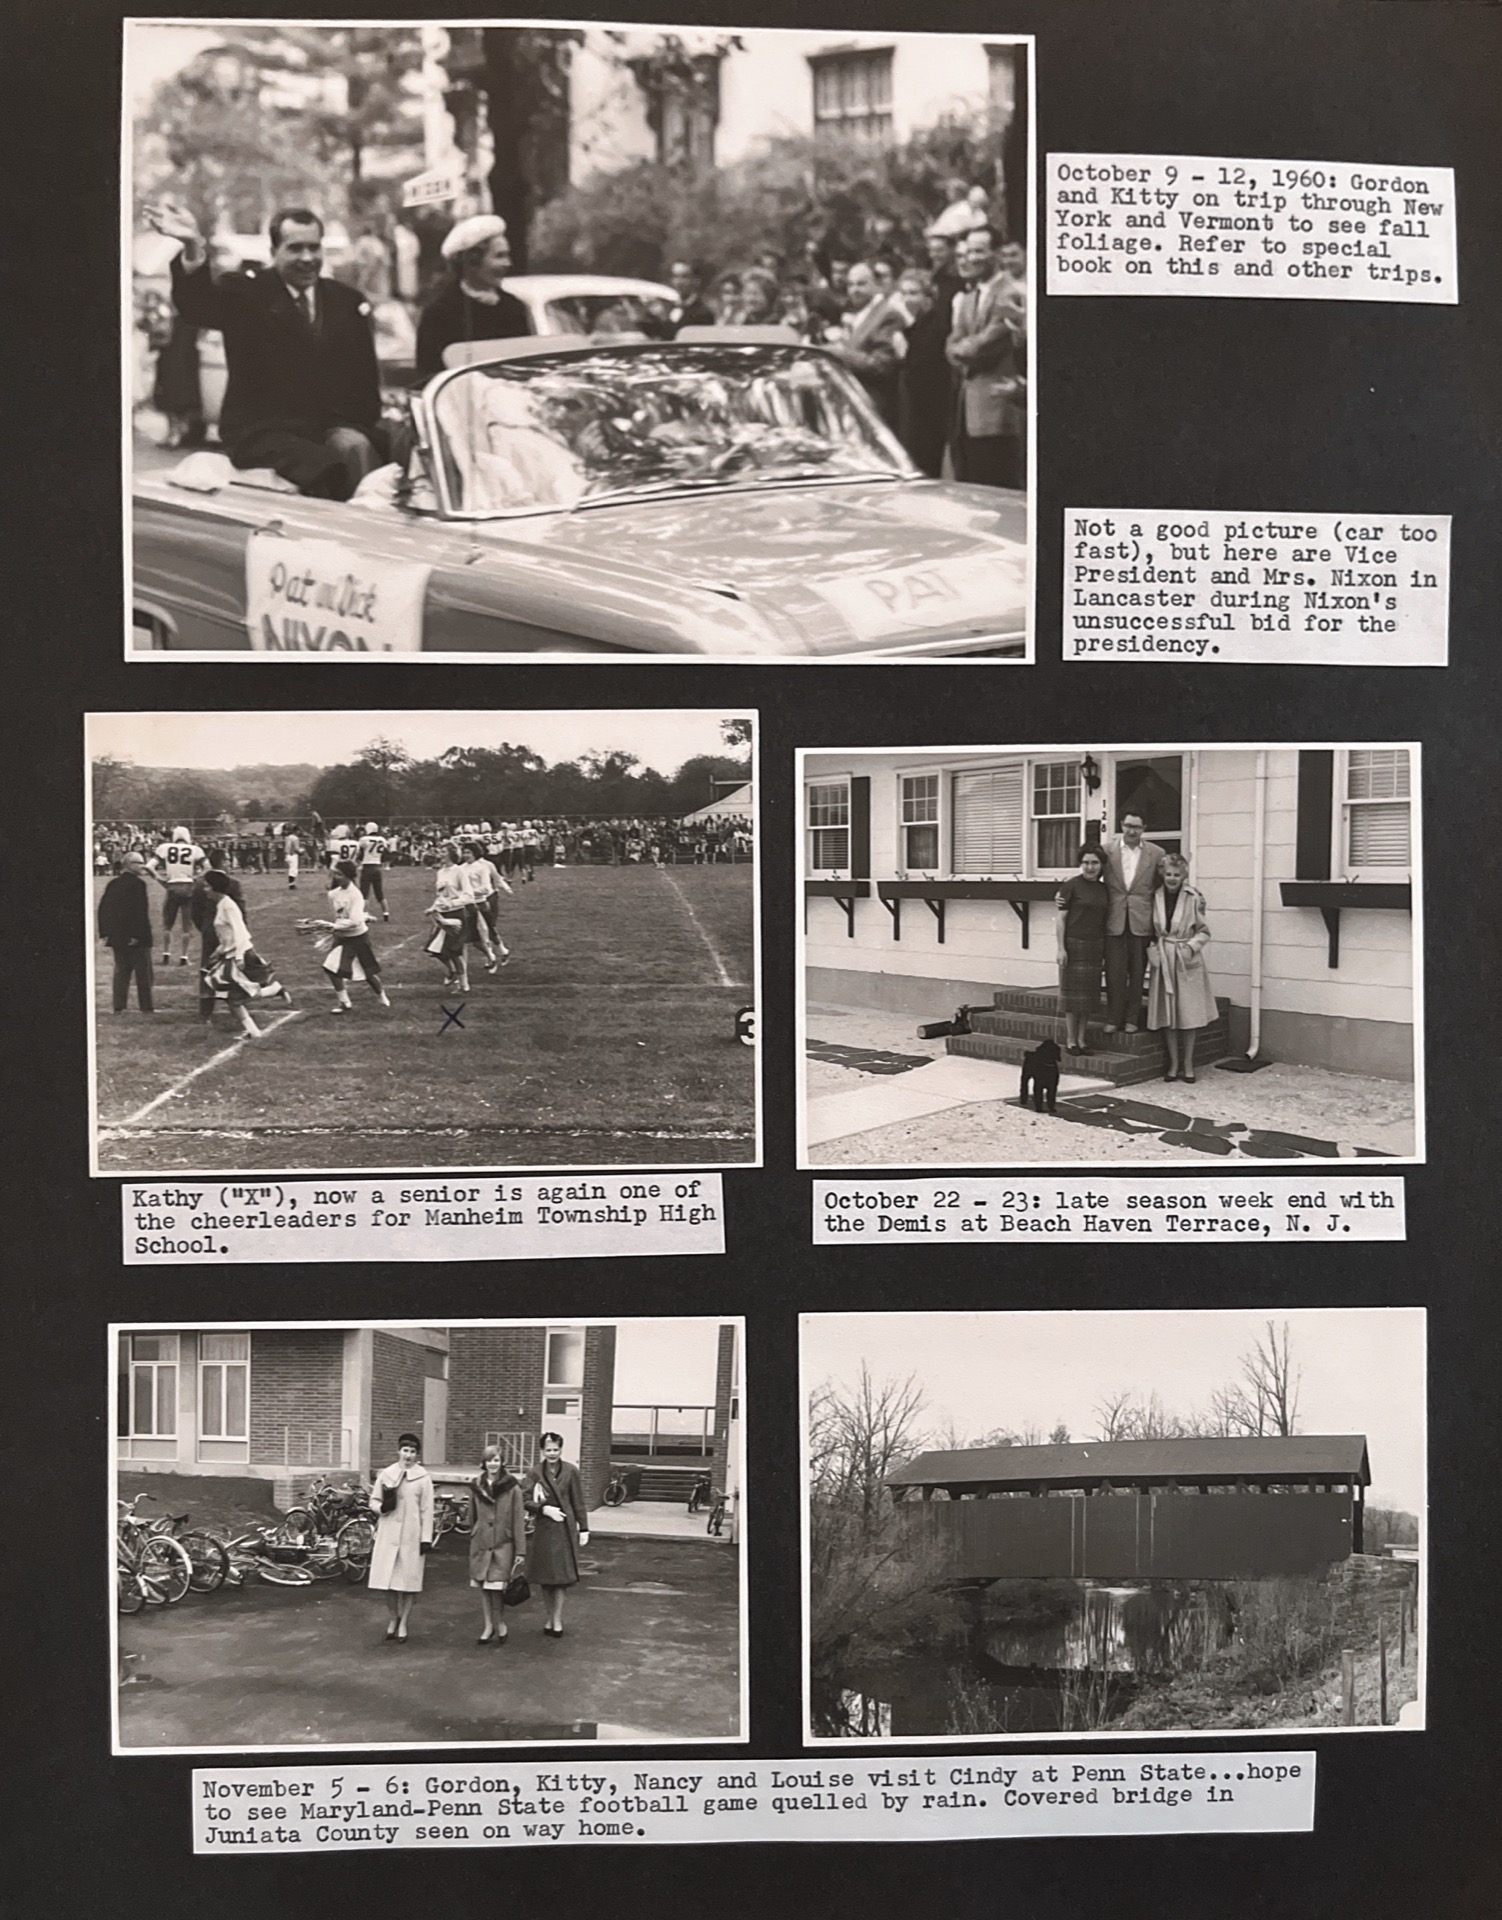 October 9 - 12, 1960: Gordon
and Kitty on trip through New
York and Vermont to see fall
foliage. Refer to special
book on this and other trips.
NIXON
Pat and Dick
NIXON
PAT
Not a good picture (car too
fast), but here are Vice
President and Mrs. Nixon in
Lancaster during Nixon's
unsuccessful bid for the
presidency.
82
87
72
55
X
3
128
Kathy ("X"), now a senior is again one of
the cheerleaders for Manheim Township High
School.
October 22 - 23: late season week end with
the Demis at Beach Haven Terrace, N. J.
November 5 - 6: Gordon, Kitty, Nancy and Louise visit Cindy at Penn State...hope
to see Maryland-Penn State football game quelled by rain. Covered bridge in
Juniata County seen on way home.